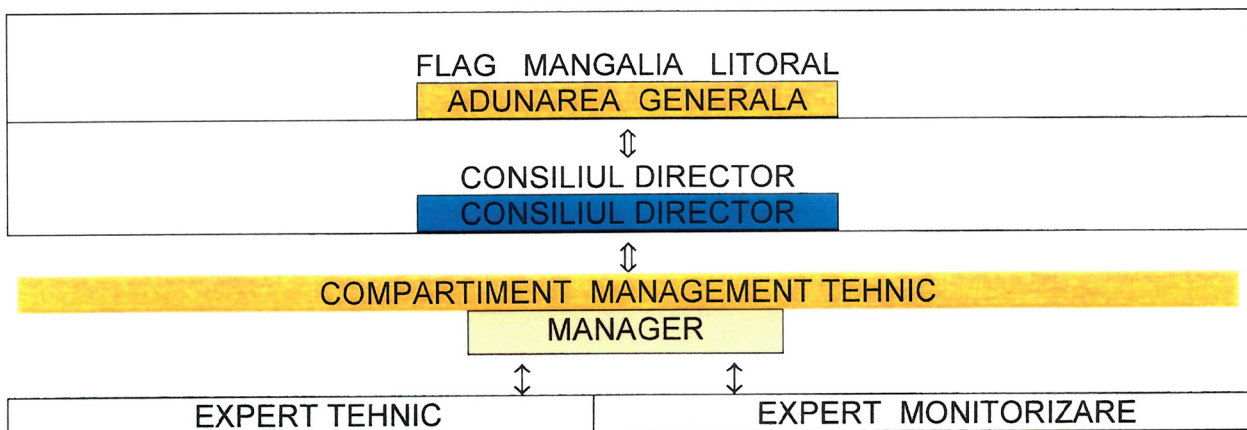 FLAG MANGALIA LITORAL
ADUNAREA GENERALA
⇕
CONSILIUL DIRECTOR
CONSILIUL DIRECTOR
⇕
COMPARTIMENT MANAGEMENT TEHNIC
MANAGER
↕ ↕
EXPERT TEHNIC EXPERT MONITORIZARE